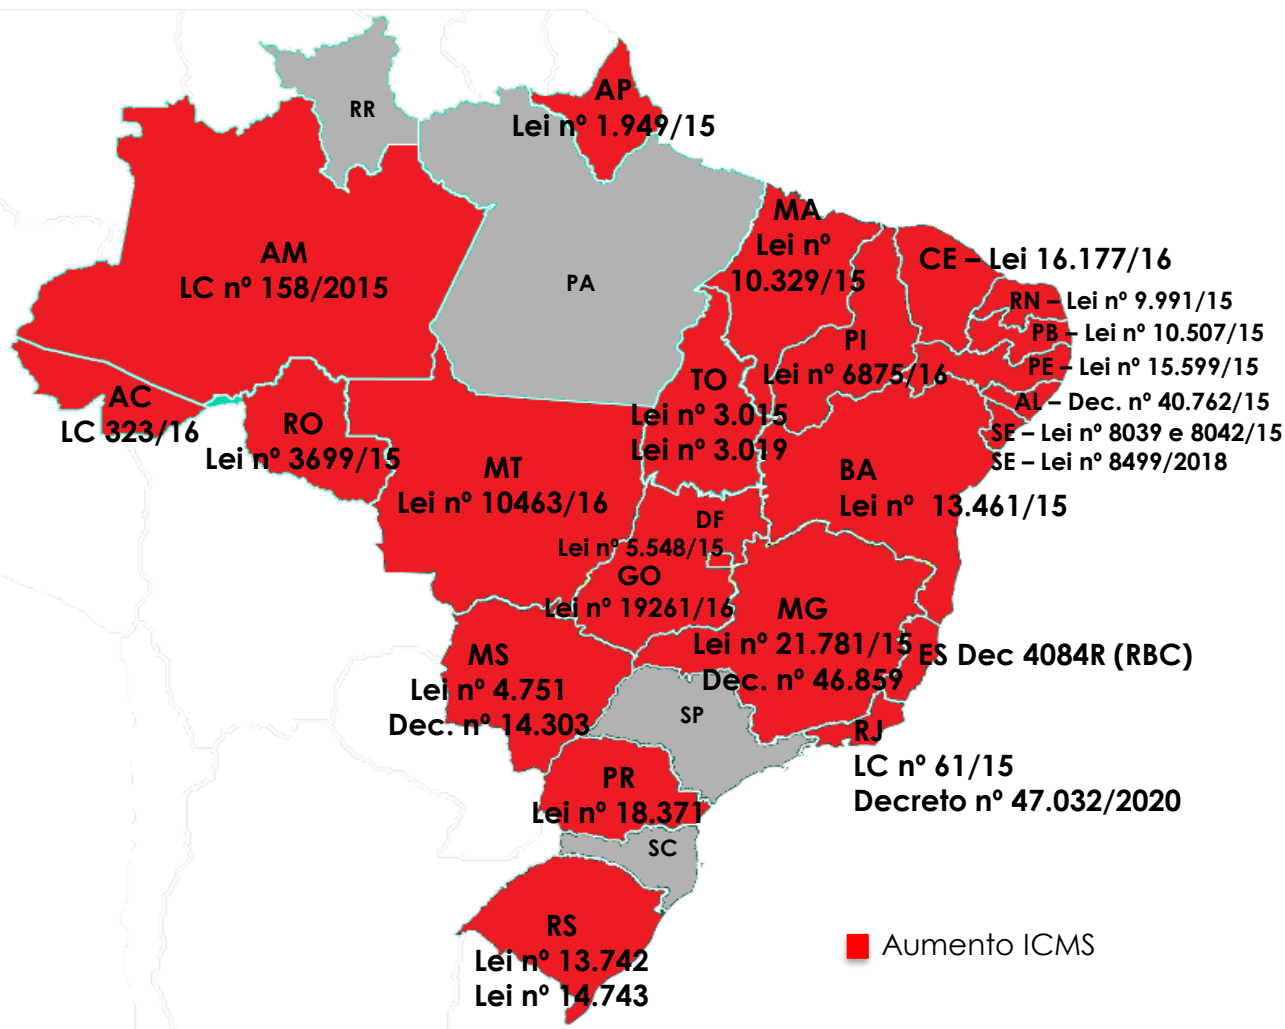 RR
AP
Lei nº 1.949/15
MA
Lei nº
10.329/15
AM
LC nº 158/2015
PA
CE – Lei 16.177/16
RN – Lei nº 9.991/15
PB – Lei nº 10.507/15
PI
Lei nº 6875/16
PE – Lei nº 15.599/15
TO
Lei nº 3.015
Lei nº 3.019
AC
LC 323/16
AL – Dec. nº 40.762/15
RO
Lei nº 3699/15
SE – Lei nº 8039 e 8042/15
SE – Lei nº 8499/2018
MT
Lei nº 10463/16
BA
Lei nº 13.461/15
DF
Lei nº 5.548/15
GO
Lei nº 19261/16
MG
Lei nº 21.781/15
Dec. nº 46.859
ES Dec 4084R (RBC)
MS
Lei nº 4.751
Dec. nº 14.303
SP
RJ
LC nº 61/15
Decreto nº 47.032/2020
PR
Lei nº 18.371
SC
RS
Lei nº 13.742
Lei nº 14.743
Aumento ICMS